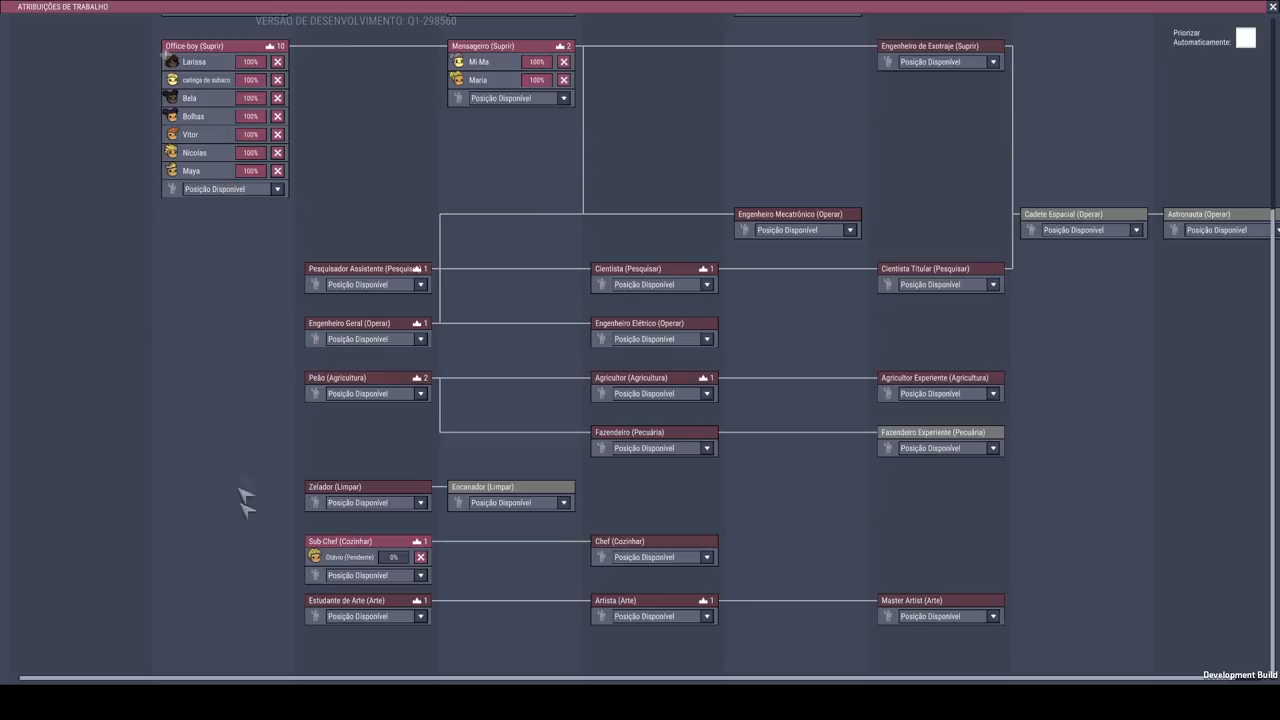 ATRIBUIÇÕES DE TRABALHO
VERSÃO DE DESENVOLVIMENTO: Q1-298560
Priorizar
Automaticamente:
Office-boy (Suprir) 10
Larissa 100%
catinga de subaco 100%
Bela 100%
Bolhas 100%
Vitor 100%
Nicolas 100%
Maya 100%
Posição Disponível
Mensageiro (Suprir) 2
Mi-Ma 100%
Maria 100%
Posição Disponível
Engenheiro de Exotraje (Suprir)
Posição Disponível
Engenheiro Mecatrônico (Operar)
Posição Disponível
Cadete Espacial (Operar)
Posição Disponível
Astronauta (Operar)
Posição Disponível
Pesquisador Assistente (Pesquisa 1
Posição Disponível
Cientista (Pesquisar) 1
Posição Disponível
Cientista Titular (Pesquisar)
Posição Disponível
Engenheiro Geral (Operar) 1
Posição Disponível
Engenheiro Elétrico (Operar)
Posição Disponível
Peão (Agricultura) 2
Posição Disponível
Agricultor (Agricultura) 1
Posição Disponível
Agricultor Experiente (Agricultura)
Posição Disponível
Fazendeiro (Pecuária)
Posição Disponível
Fazendeiro Experiente (Pecuária)
Posição Disponível
Zelador (Limpar)
Posição Disponível
Encanador (Limpar)
Posição Disponível
Sub-Chef (Cozinhar) 1
Otávio (Pendente) 0%
Posição Disponível
Chef (Cozinhar)
Posição Disponível
Estudante de Arte (Arte) 1
Posição Disponível
Artista (Arte) 1
Posição Disponível
Master Artist (Arte)
Posição Disponível
Development Build